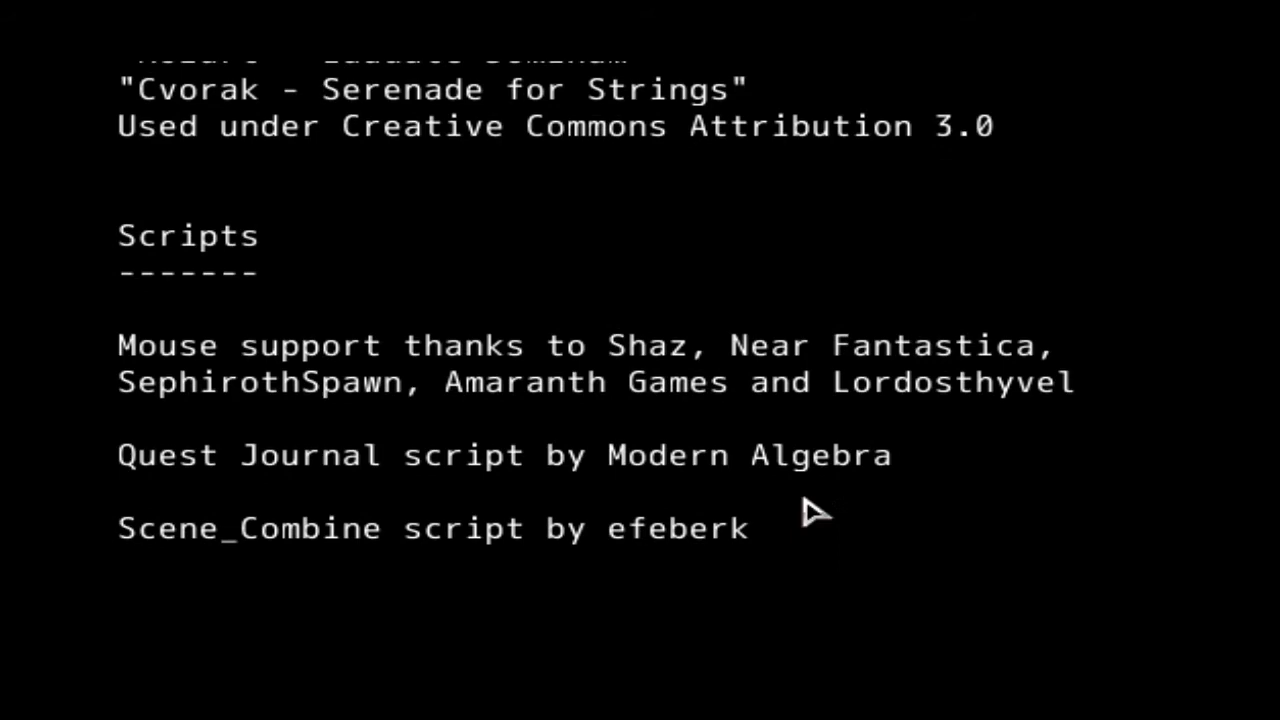 "Cvorak - Serenade for Strings"
Used under Creative Commons Attribution 3.0
Scripts
-------
Mouse support thanks to Shaz, Near Fantastica,
SephirothSpawn, Amaranth Games and Lordosthyvel
Quest Journal script by Modern Algebra
Scene_Combine script by efeberk